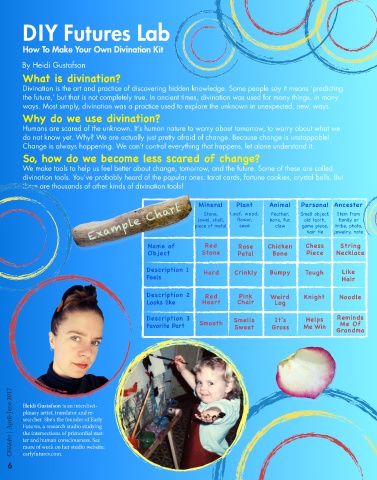 DIY Futures Lab
How To Make Your Own Divination Kit
By Heidi Gustafson
What is divination?
Divination is the art and practice of discovering hidden knowledge. Some people say it means 'predicting
the future,' but that is not completely true. In ancient times, divination was used for many things, in many
ways. Most simply, divination was a practice used to explore the unknown in unexpected, new, ways.
Why do we use divination?
Humans are scared of the unknown. It's human nature to worry about tomorrow, to worry about what we
do not know yet. Why? We are actually just pretty afraid of change. Because change is unstoppable!
Change is always happening. We can't control everything that happens, let alone understand it.
So, how do we become less scared of change?
We make tools to help us feel better about change, tomorrow, and the future. Some of these are called
divination tools. You've probably heard of the popular ones: tarot cards, fortune cookies, crystal balls. But
there are thousands of other kinds of divination tools!
Example Chart
Mineral Plant Animal Personal Ancester
Stone, Leaf, wood, Feather, Small object Item from
jewel, shell, flower, bone, fur, old tooth, family or
piece of metal seed claw game piece, tribe, photo,
hair tie jewelry, note
Name of Red Rose Chicken Chess String
Object Stone Petal Bone Piece Necklace
Description 1 Hard Crinkly Bumpy Tough Like
Feels Hair
Description 2 Red Pink Weird Knight Noodle
Looks like Heart Chair Leg
Description 3 Smooth Smells It's Helps Reminds
Favorite Part Sweet Gross Me Win Me Of
Grandma
Heidi Gustafson is an interdisci-
plinary artist, translator and re-
searcher. She's the founder of Early
Futures, a research studio studying
the intersections of primordial mat-
ter and human consciousness. See
more of work on her studio website:
earlyfutures.com.
April-June 2017
6